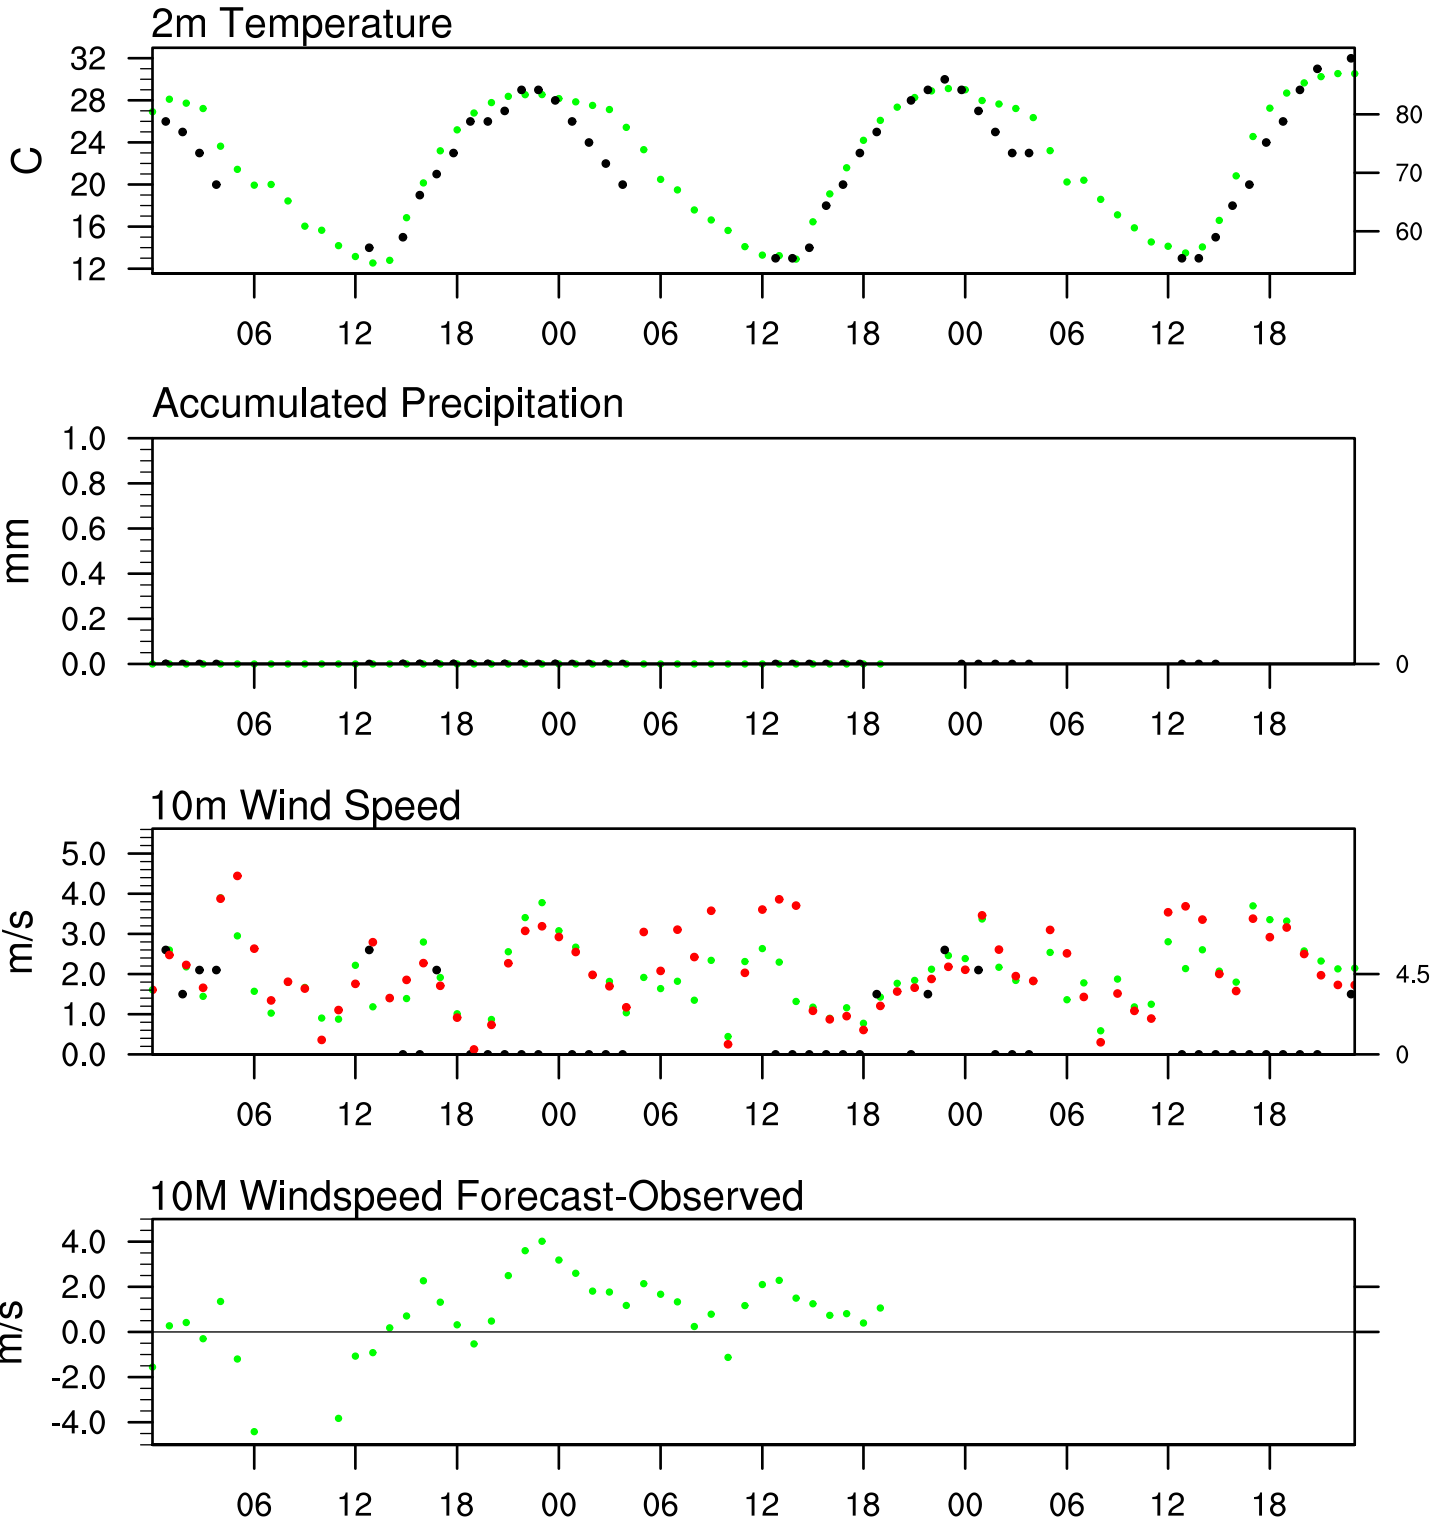 2m Temperature
32
28
24
20
16
12
C
80
70
60
06 12 18 00 06 12 18 00 06 12 18
Accumulated Precipitation
1.0
0.8
0.6
0.4
0.2
0.0
mm
0
06 12 18 00 06 12 18 00 06 12 18
10m Wind Speed
5.0
4.0
3.0
2.0
1.0
0.0
m/s
4.5
0
06 12 18 00 06 12 18 00 06 12 18
10M Windspeed Forecast-Observed
4.0
2.0
0.0
-2.0
-4.0
m/s
06 12 18 00 06 12 18 00 06 12 18